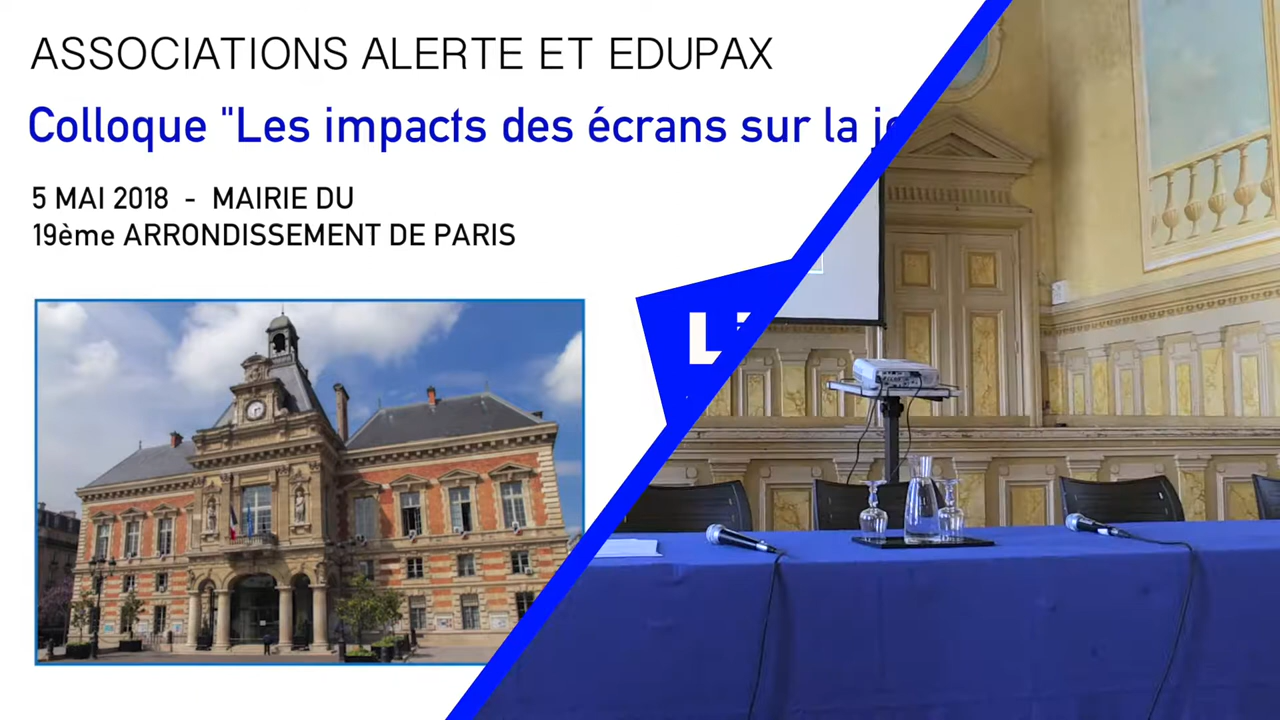 ASSOCIATIONS ALERTE ET EDUPAX
Colloque "Les impacts des écrans sur la
5 MAI 2018 - MAIRIE DU
19ème ARRONDISSEMENT DE PARIS